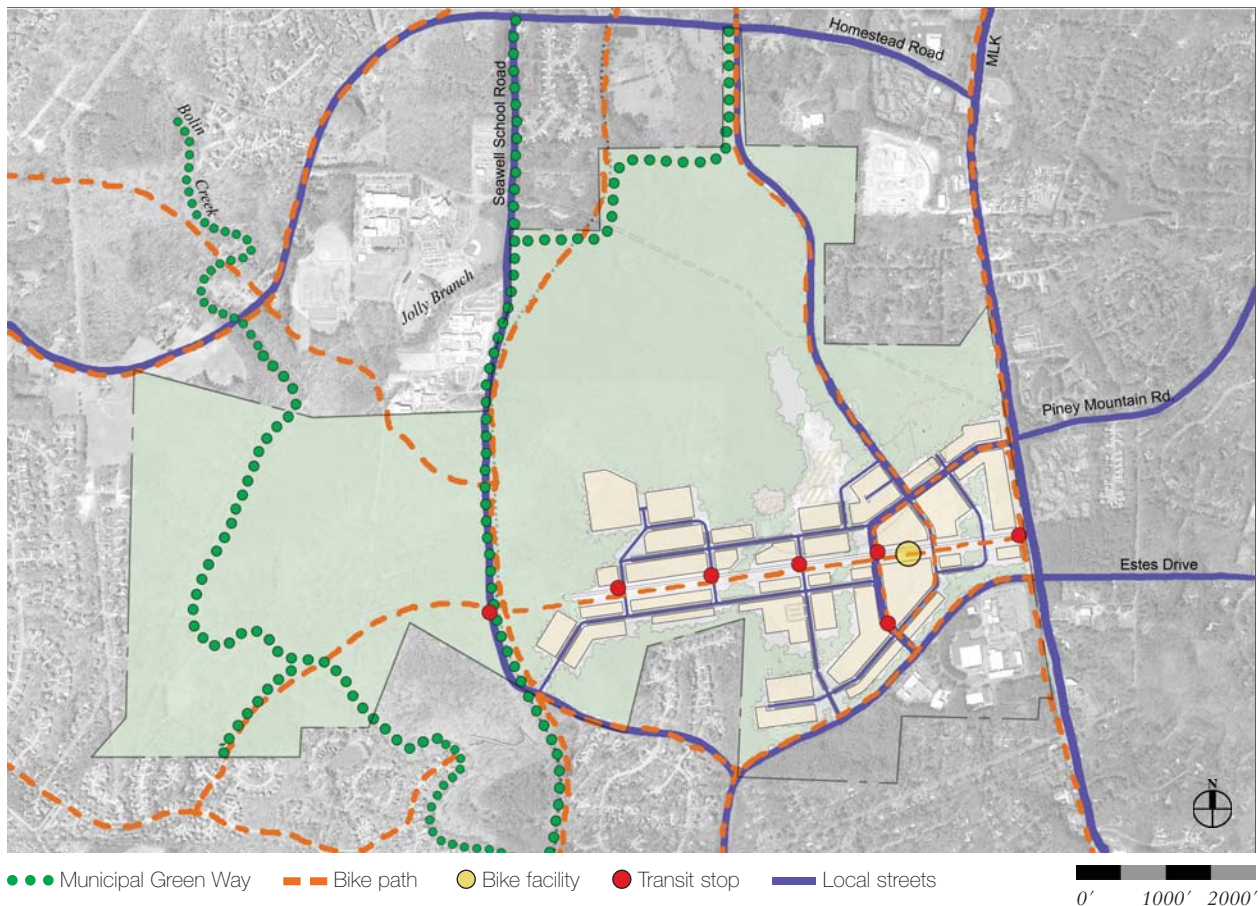 Homestead Road
MLK
Seawell School Road
Bolin
Creek
Jolly Branch
Piney Mountain Rd.
Estes Drive
N
Municipal Green Way
Bike path
Bike facility
Transit stop
Local streets
0' 1000' 2000'